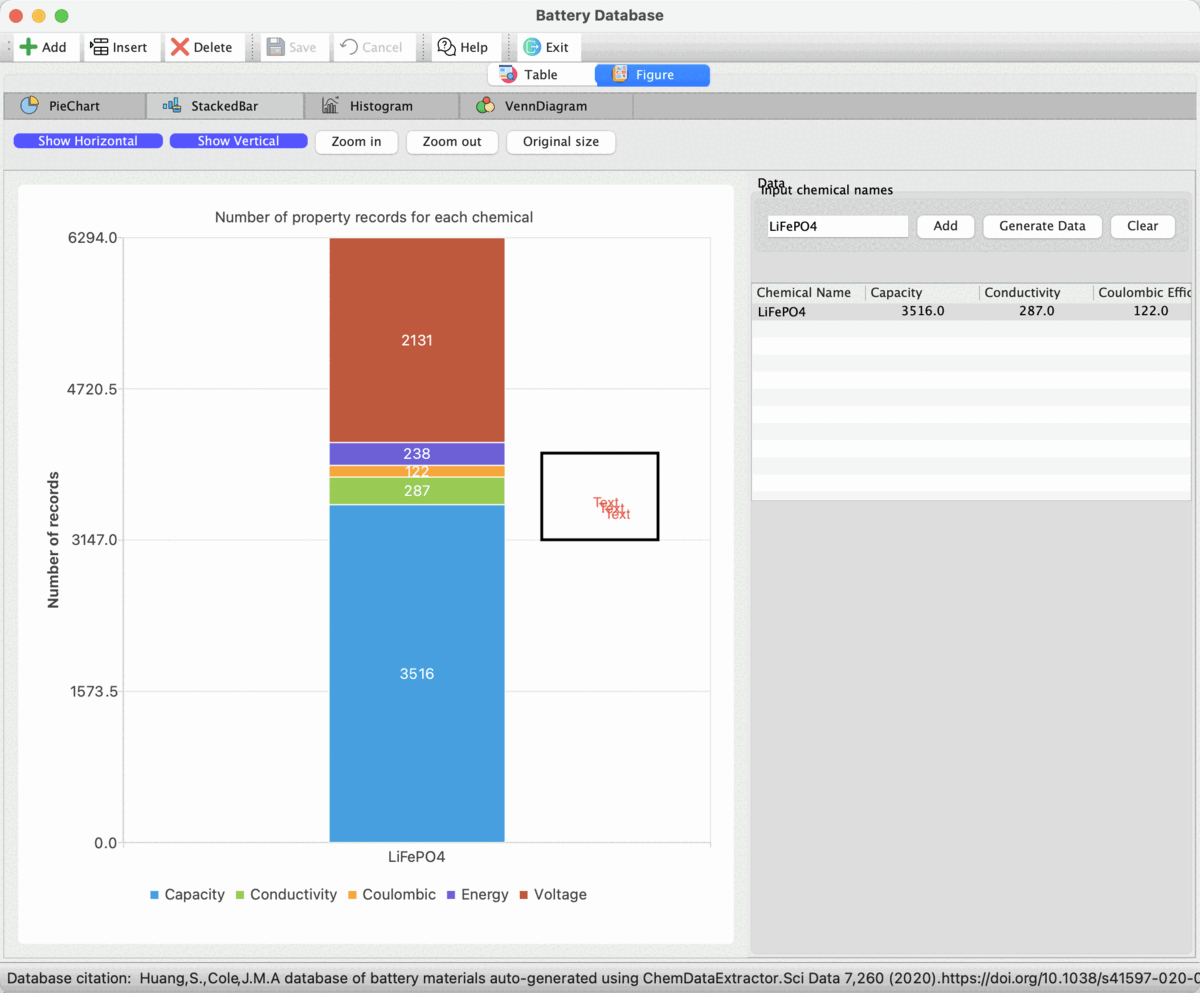 Battery Database
Add Insert Delete Save Cancel Help Exit
Table Figure
PieChart StackedBar Histogram VennDiagram
Show Horizontal Show Vertical Zoom in Zoom out Original size
Data
Input chemical names
LiFePO4 Add Generate Data Clear
Chemical Name Capacity Conductivity Coulombic Effic
LiFePO4 3516.0 287.0 122.0
Number of property records for each chemical
6294.0
4720.5
3147.0
1573.5
0.0
Number of records
2131
238
122
287
3516
Text
Text
Text
LiFePO4
Capacity Conductivity Coulombic Energy Voltage
Database citation: Huang,S.,Cole,J.M.A database of battery materials auto-generated using ChemDataExtractor.Sci Data 7,260 (2020).https://doi.org/10.1038/s41597-020-0